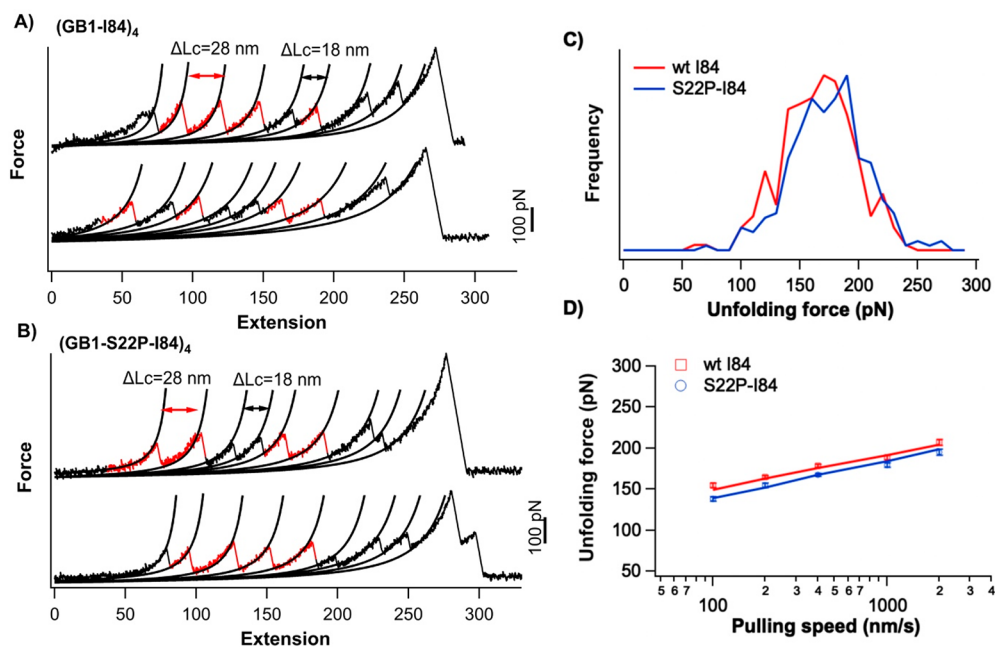 A)
(GB1-I84)4
ΔLc=28 nm
ΔLc=18 nm
Force
100 pN
0 50 100 150 200 250 300
Extension
B)
(GB1-S22P-I84)4
ΔLc=28 nm
ΔLc=18 nm
Force
100 pN
0 50 100 150 200 250 300
Extension
C)
wt I84
S22P-I84
Frequency
0 50 100 150 200 250 300
Unfolding force (pN)
D)
wt I84
S22P-I84
Unfolding force (pN)
300
250
200
150
100
50
5 6 7 2 3 4 5 6 7 2 3 4
100 1000
Pulling speed (nm/s)